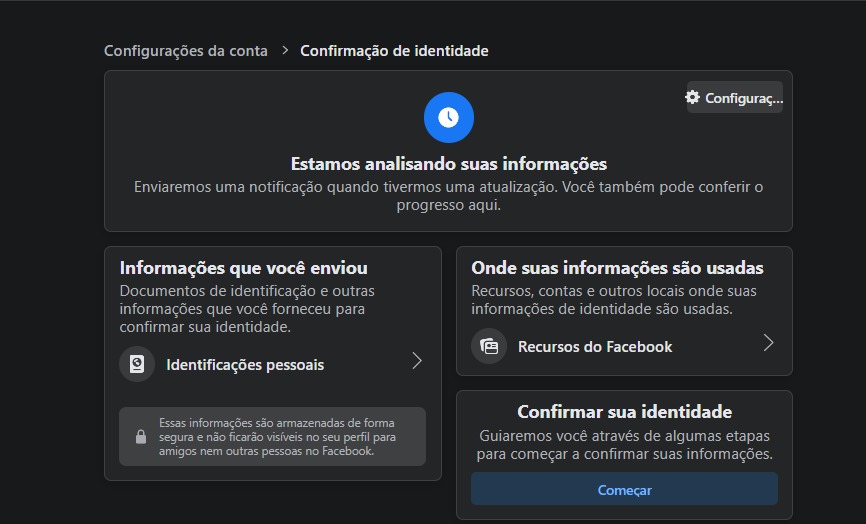 Configurações da conta > Confirmação de identidade
Configuraç...
Estamos analisando suas informações
Enviaremos uma notificação quando tivermos uma atualização. Você também pode conferir o
progresso aqui.
Informações que você enviou
Documentos de identificação e outras
informações que você forneceu para
confirmar sua identidade.
Identificações pessoais
Essas informações são armazenadas de forma
segura e não ficarão visíveis no seu perfil para
amigos nem outras pessoas no Facebook.
Onde suas informações são usadas
Recursos, contas e outros locais onde suas
informações de identidade são usadas.
Recursos do Facebook
Confirmar sua identidade
Guiaremos você através de algumas etapas
para começar a confirmar suas informações.
Começar